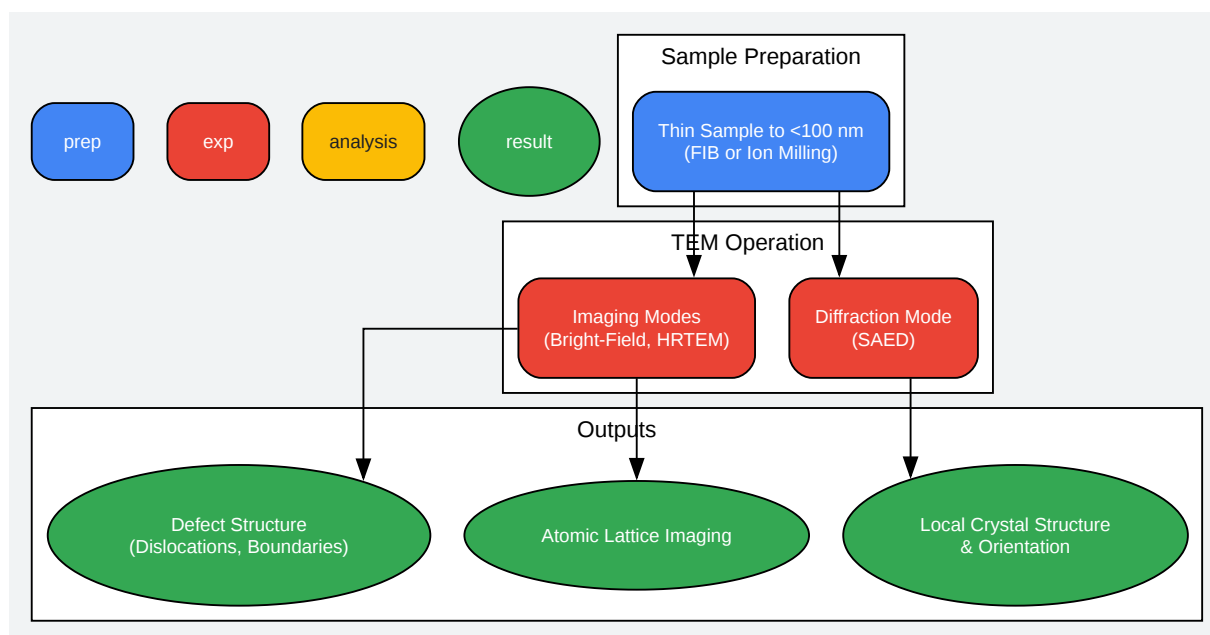 Sample Preparation
prep
exp
analysis
result
Thin Sample to <100 nm
(FIB or Ion Milling)
TEM Operation
Imaging Modes
(Bright-Field, HRTEM)
Diffraction Mode
(SAED)
Outputs
Defect Structure
(Dislocations, Boundaries)
Atomic Lattice Imaging
Local Crystal Structure
& Orientation